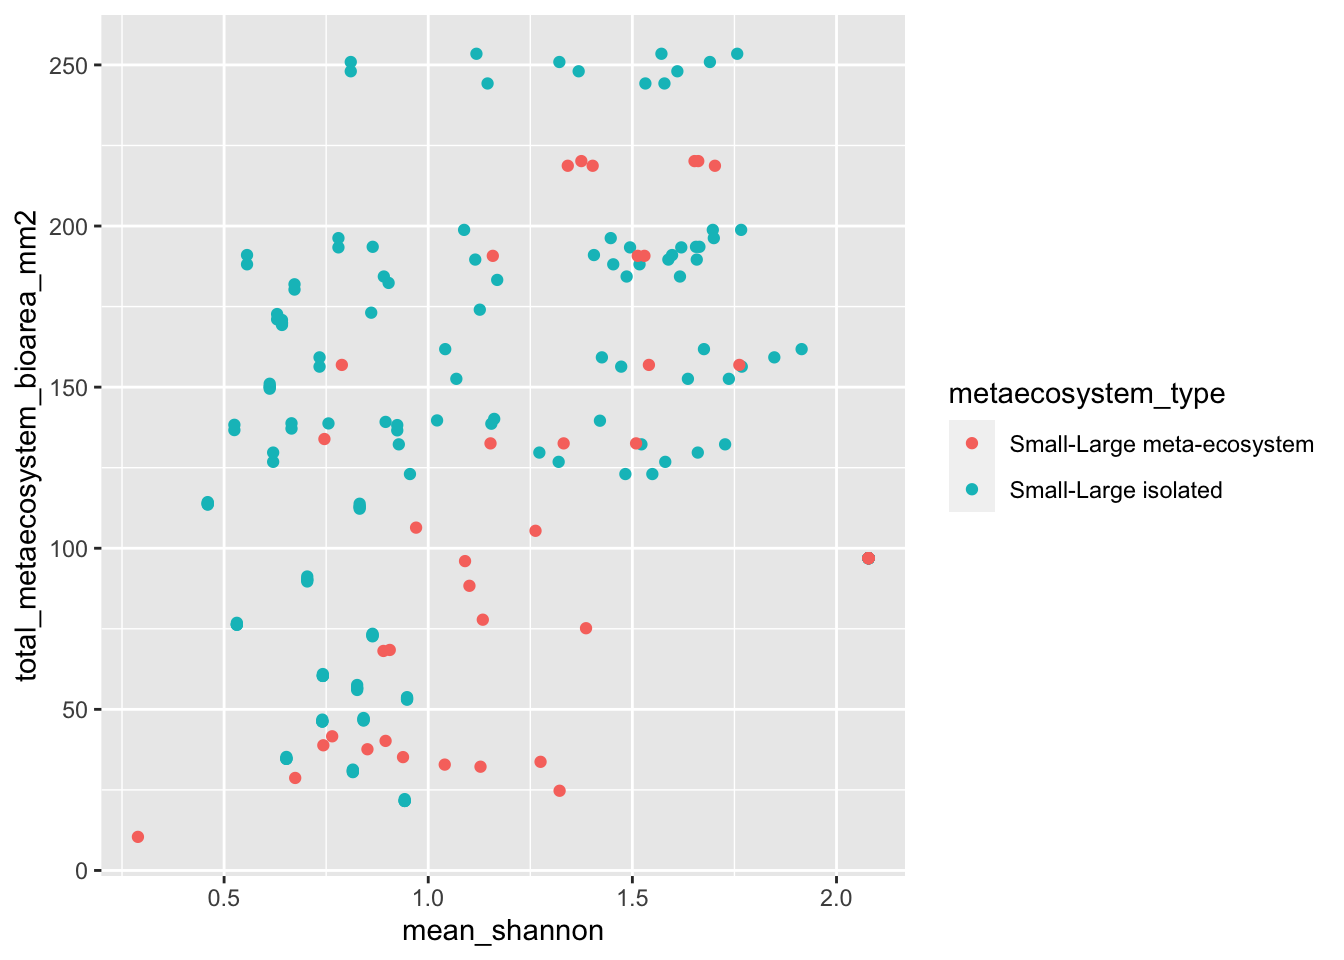 250
200
150
100
50
0
total_metaecosystem_bioarea_mm2
0.5 1.0 1.5 2.0
mean_shannon
metaecosystem_type
Small-Large meta-ecosystem
Small-Large isolated